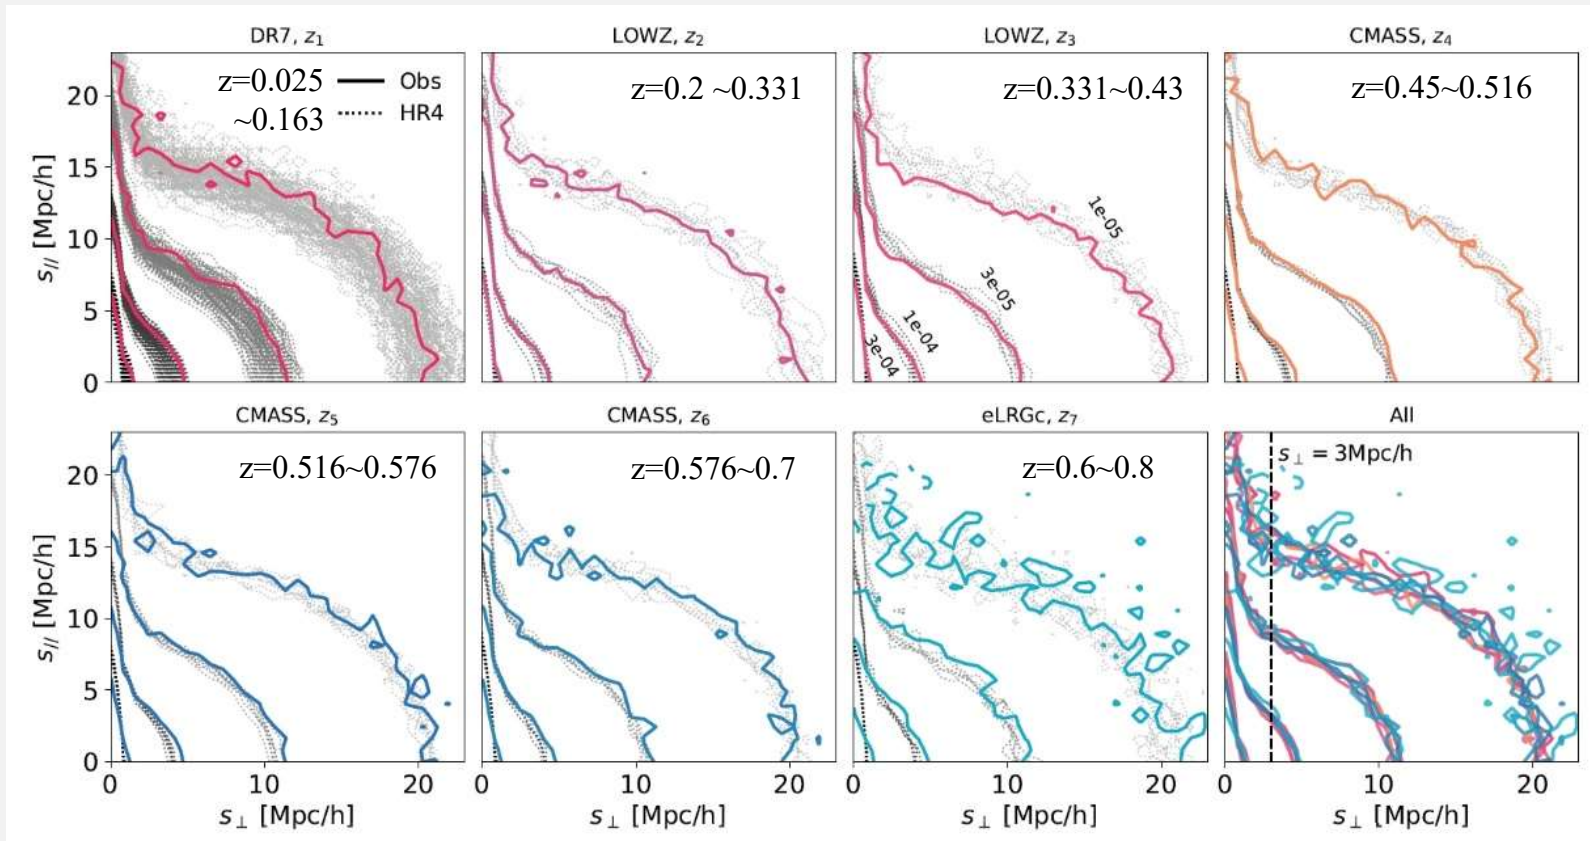 DR7, z₁
LOWZ, z₂
LOWZ, z₃
CMASS, z₄
z=0.025
~0.163
Obs
HR4
z=0.2 ~0.331
z=0.331~0.43
z=0.45~0.516
1e-05
3e-05
1e-04
3e-04
20
15
10
5
0
s// [Mpc/h]
CMASS, z₅
CMASS, z₆
eLRGc, z₇
All
z=0.516~0.576
z=0.576~0.7
z=0.6~0.8
s⊥ = 3Mpc/h
20
15
10
5
0
s// [Mpc/h]
0 10 20
0 10 20
0 10 20
0 10 20
s⊥ [Mpc/h]
s⊥ [Mpc/h]
s⊥ [Mpc/h]
s⊥ [Mpc/h]